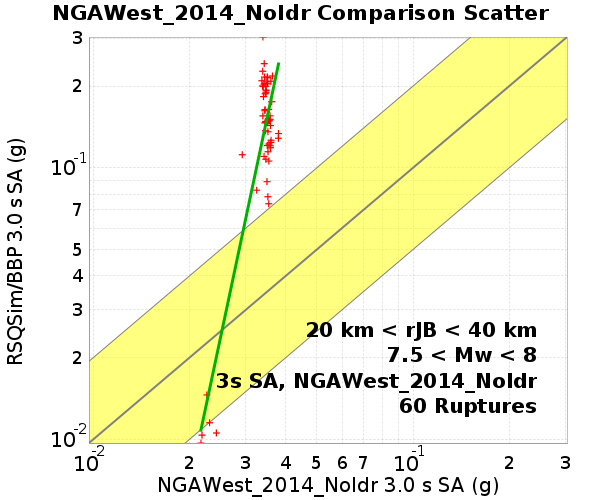 NGAWest_2014_NoIdr Comparison Scatter
RSQSim/BBP 3.0 s SA (g)
3
2
10-1
7
5
4
3
2
10-2
20 km < rJB < 40 km
7.5 < Mw < 8
3s SA, NGAWest_2014_NoIdr
60 Ruptures
10-2 2 3 4 5 6 7 10-1 2 3
NGAWest_2014_NoIdr 3.0 s SA (g)